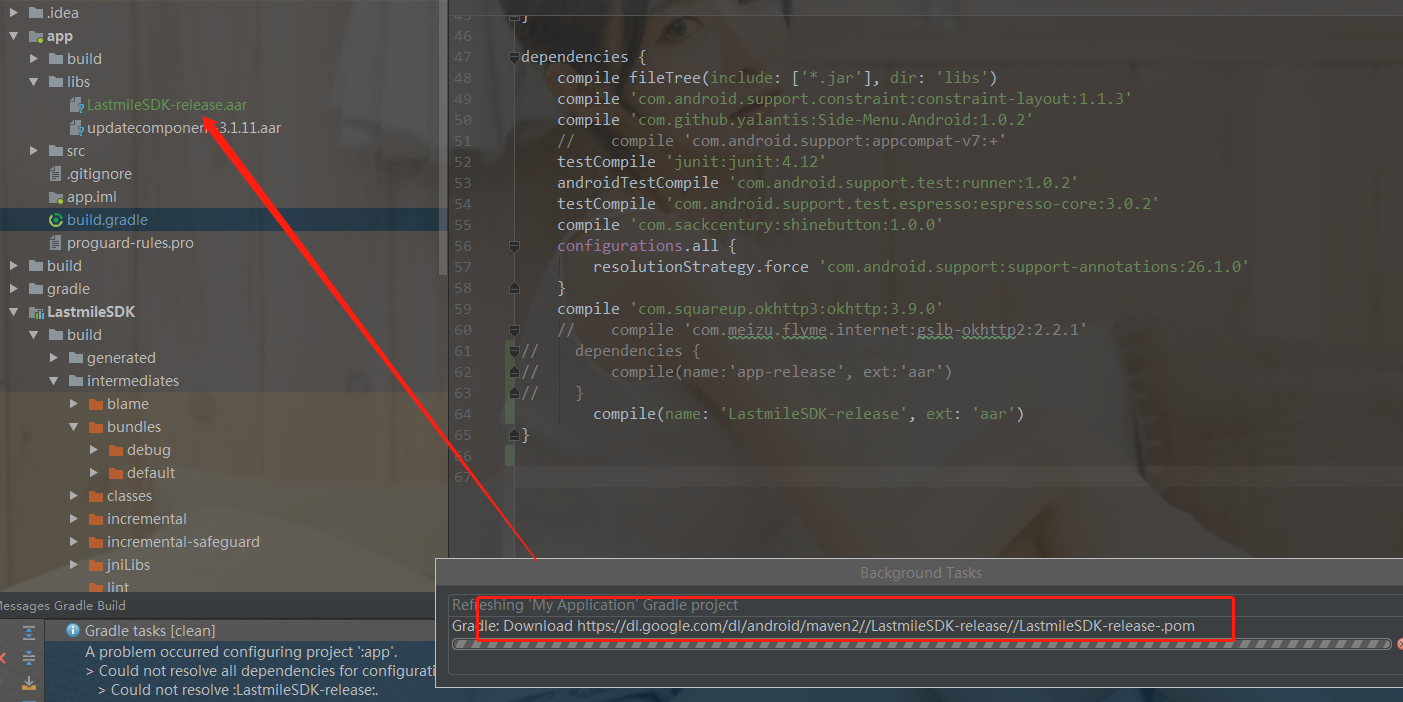 .idea
app
build
libs
LastmileSDK-release.aar
updatecomponen 3.1.11.aar
src
.gitignore
app.iml
build.gradle
proguard-rules.pro
build
gradle
LastmileSDK
build
generated
intermediates
blame
bundles
debug
default
classes
incremental
incremental-safeguard
jniLibs
lint
45 }
46
47 dependencies {
48 compile fileTree(include: ['*.jar'], dir: 'libs')
49 compile 'com.android.support.constraint:constraint-layout:1.1.3'
50 compile 'com.github.yalantis:Side-Menu.Android:1.0.2'
51 // compile 'com.android.support:appcompat-v7:+'
52 testCompile 'junit:junit:4.12'
53 androidTestCompile 'com.android.support.test:runner:1.0.2'
54 testCompile 'com.android.support.test.espresso:espresso-core:3.0.2'
55 compile 'com.sackcentury:shinebutton:1.0.0'
56 configurations.all {
57 resolutionStrategy.force 'com.android.support:support-annotations:26.1.0'
58 }
59 compile 'com.squareup.okhttp3:okhttp:3.9.0'
60 // compile 'com.meizu.flyme.internet:gslb-okhttp2:2.2.1'
61 // dependencies {
62 // compile(name:'app-release', ext:'aar')
63 // }
64 compile(name: 'LastmileSDK-release', ext: 'aar')
65 }
66
67
Messages Gradle Build
Gradle tasks [clean]
A problem occurred configuring project ':app'.
> Could not resolve all dependencies for configurati
> Could not resolve :LastmileSDK-release:.
Background Tasks
Refreshing 'My Application' Gradle project
Gradle: Download https://dl.google.com/dl/android/maven2//LastmileSDK-release//LastmileSDK-release-.pom